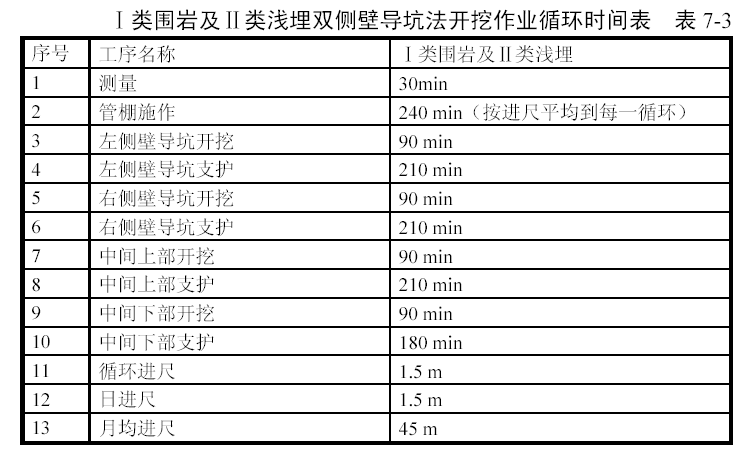 Ⅰ类围岩及Ⅱ类浅埋双侧壁导坑法开挖作业循环时间表 表 7-3
序号 工序名称 Ⅰ类围岩及Ⅱ类浅埋
1 测量 30min
2 管棚施作 240 min（按进尺平均到每一循环）
3 左侧壁导坑开挖 90 min
4 左侧壁导坑支护 210 min
5 右侧壁导坑开挖 90 min
6 右侧壁导坑支护 210 min
7 中间上部开挖 90 min
8 中间上部支护 210 min
9 中间下部开挖 90 min
10 中间下部支护 180 min
11 循环进尺 1.5 m
12 日进尺 1.5 m
13 月均进尺 45 m